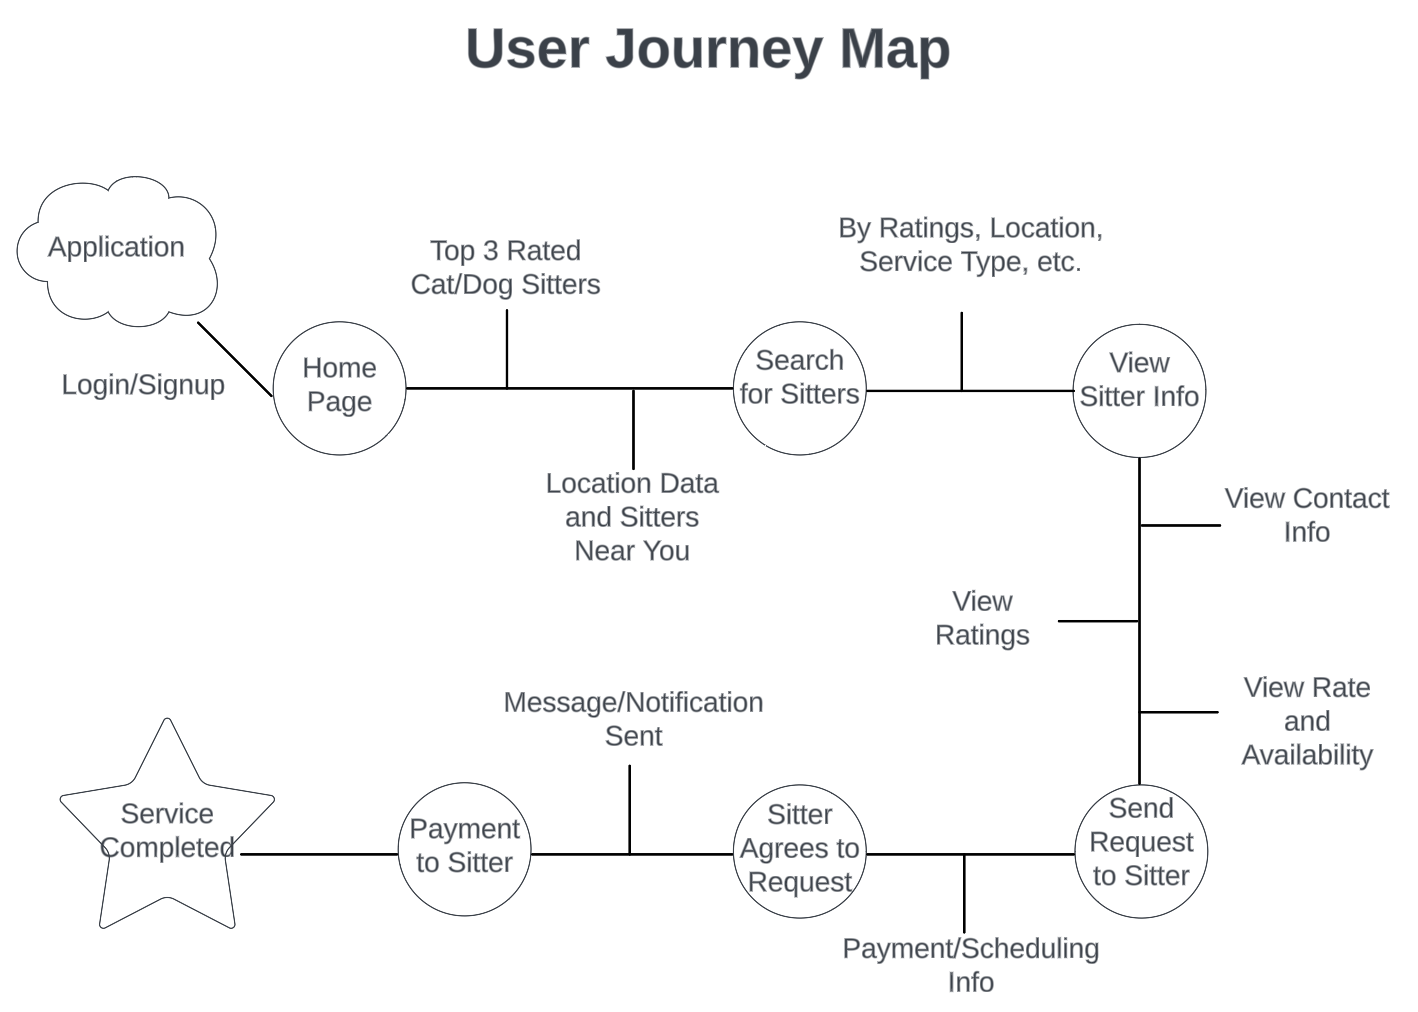 User Journey Map
Application
Login/Signup
Home
Page
Top 3 Rated
Cat/Dog Sitters
Location Data
and Sitters
Near You
Search
for Sitters
By Ratings, Location,
Service Type, etc.
View
Sitter Info
View Contact
Info
View
Ratings
View Rate
and
Availability
Send
Request
to Sitter
Payment/Scheduling
Info
Sitter
Agrees to
Request
Message/Notification
Sent
Payment
to Sitter
Service
Completed